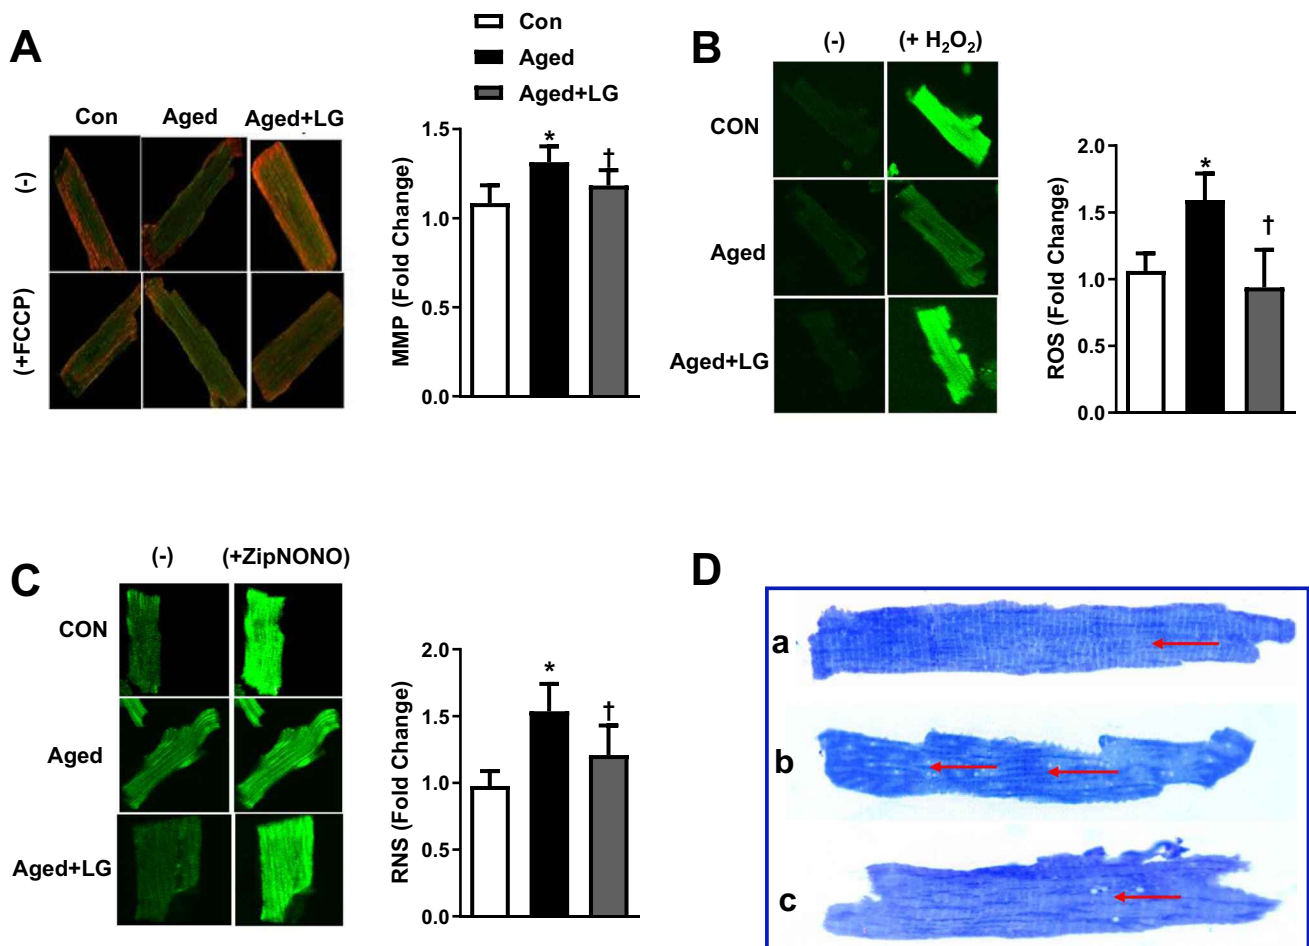 A
Con
Aged
Aged+LG
Con Aged Aged+LG
(-)
(+FCCP)
MMP (Fold Change)
1.5
1.0
0.5
0.0
*
†
B
(-) (+ H₂O₂)
CON
Aged
Aged+LG
ROS (Fold Change)
2.0
1.5
1.0
0.5
0.0
*
†
C
(-) (+ZipNONO)
CON
Aged
Aged+LG
RNS (Fold Change)
2.0
1.5
1.0
0.5
0.0
*
†
D
a
b
c